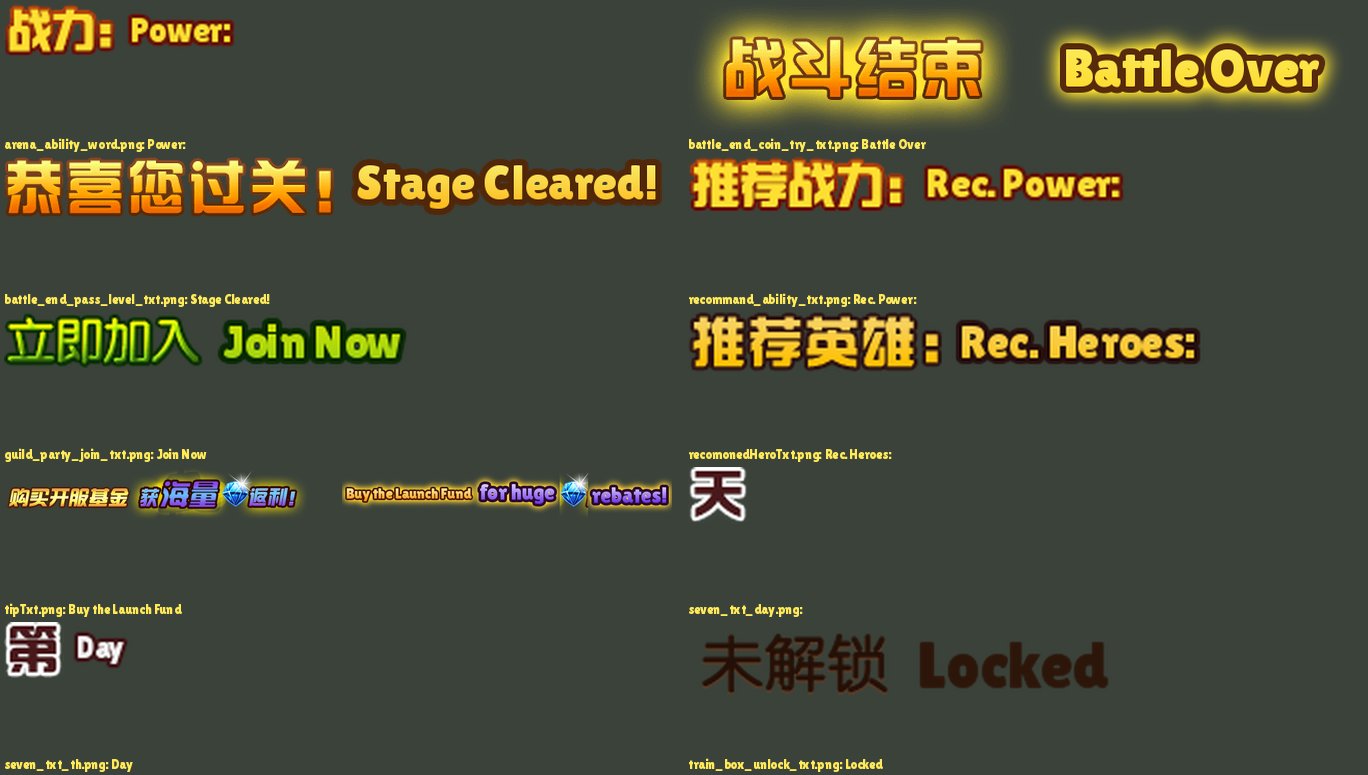 战力： Power:
战斗结束 Battle Over
arena_ability_word.png: Power:
battle_end_coin_try_txt.png: Battle Over
恭喜您过关！ Stage Cleared!
推荐战力： Rec. Power:
battle_end_pass_level_txt.png: Stage Cleared!
recommand_ability_txt.png: Rec. Power:
立即加入 Join Now
推荐英雄： Rec. Heroes:
guild_party_join_txt.png: Join Now
recomonedHeroTxt.png: Rec. Heroes:
购买开服基金 获海量返利！ Buy the Launch Fund for huge rebates!
天
tipTxt.png: Buy the Launch Fund
seven_txt_day.png:
第 Day
未解锁 Locked
seven_txt_th.png: Day
train_box_unlock_txt.png: Locked